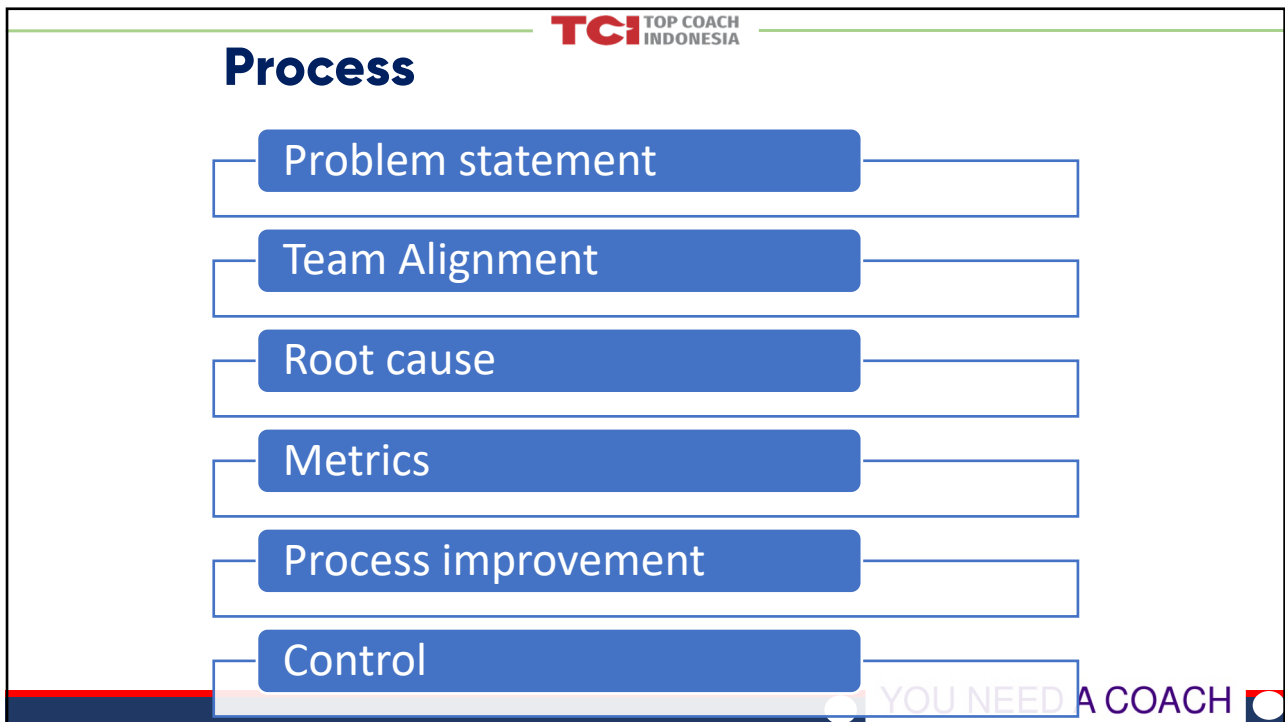 TCI TOP COACH
INDONESIA
Process
Problem statement
Team Alignment
Root cause
Metrics
Process improvement
Control
YOU NEED A COACH